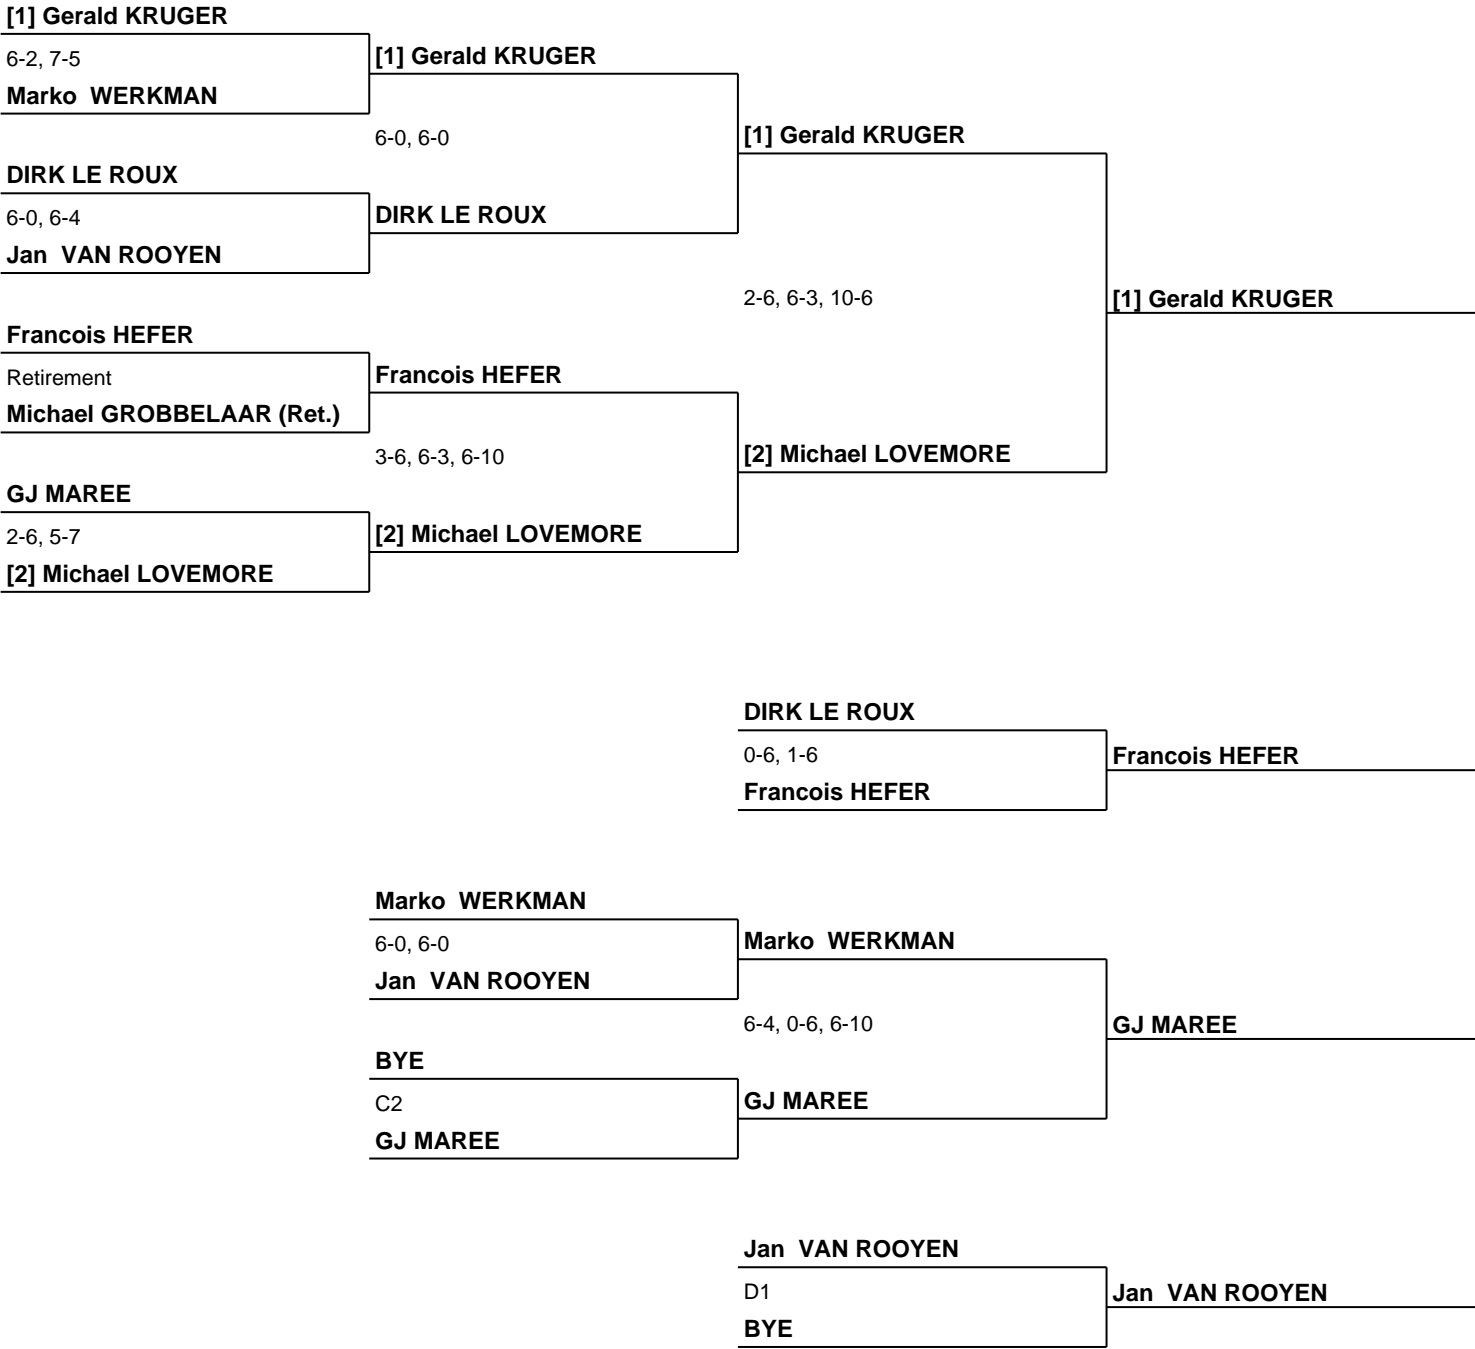 [1] Gerald KRUGER
6-2, 7-5
Marko  WERKMAN
[1] Gerald KRUGER
6-0, 6-0
DIRK LE ROUX
6-0, 6-4
Jan  VAN ROOYEN
DIRK LE ROUX
[1] Gerald KRUGER
2-6, 6-3, 10-6
[1] Gerald KRUGER
Francois HEFER
Retirement
Michael GROBBELAAR (Ret.)
Francois HEFER
3-6, 6-3, 6-10
[2] Michael LOVEMORE
GJ MAREE
2-6, 5-7
[2] Michael LOVEMORE
[2] Michael LOVEMORE
DIRK LE ROUX
0-6, 1-6
Francois HEFER
Francois HEFER
Marko  WERKMAN
6-0, 6-0
Jan  VAN ROOYEN
Marko  WERKMAN
6-4, 0-6, 6-10
GJ MAREE
BYE
C2
GJ MAREE
GJ MAREE
Jan  VAN ROOYEN
D1
BYE
Jan  VAN ROOYEN